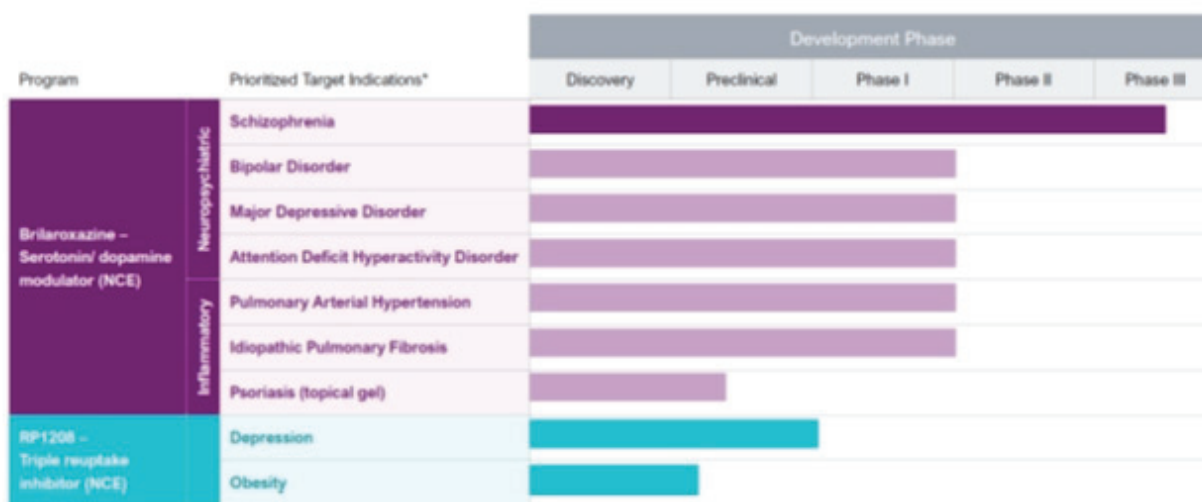 Development Phase
Program Prioritized Target Indications* Discovery Preclinical Phase I Phase II Phase III
Brilaroxazine –
Serotonin/ dopamine
modulator (NCE)
Neuropsychiatric
Schizophrenia
Bipolar Disorder
Major Depressive Disorder
Attention Deficit Hyperactivity Disorder
Inflammatory
Pulmonary Arterial Hypertension
Idiopathic Pulmonary Fibrosis
Psoriasis (topical gel)
RP1208 –
Triple reuptake
inhibitor (NCE)
Depression
Obesity